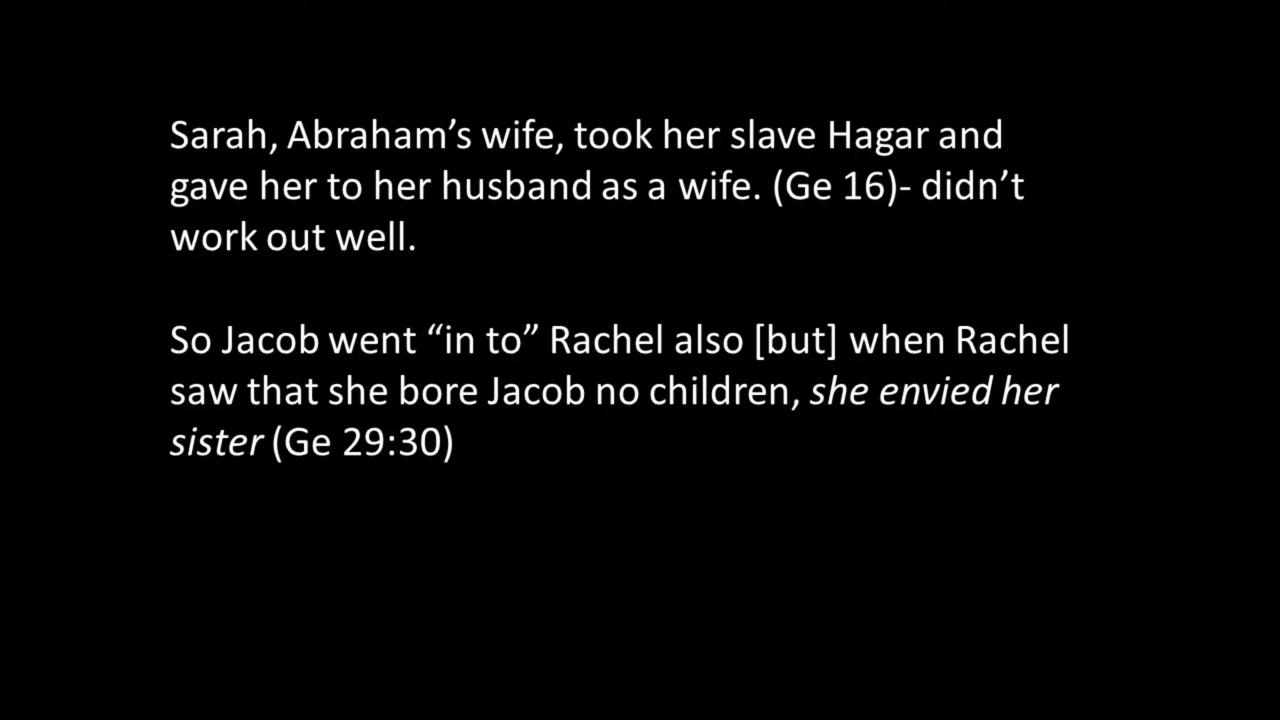 Sarah, Abraham’s wife, took her slave Hagar and
gave her to her husband as a wife. (Ge 16)- didn’t
work out well.
So Jacob went “in to” Rachel also [but] when Rachel
saw that she bore Jacob no children, she envied her
sister (Ge 29:30)